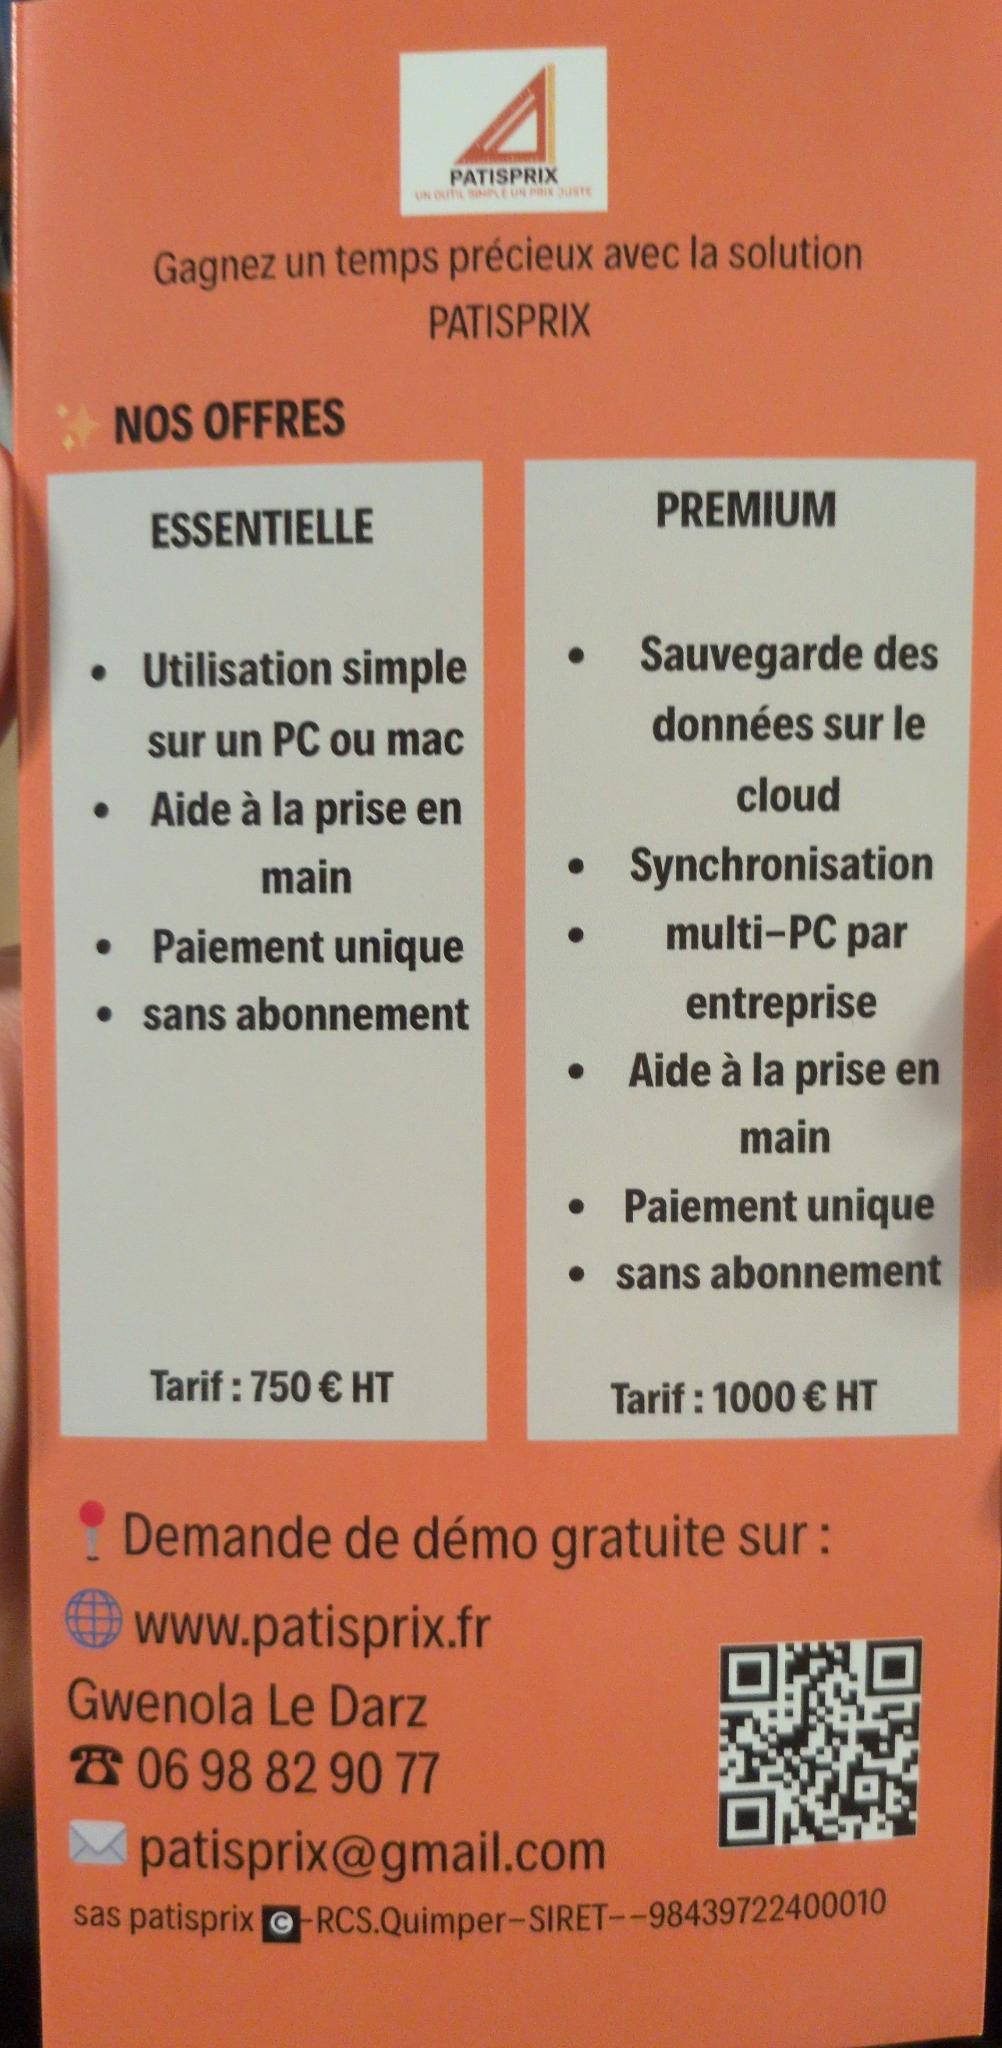 PATISPRIX
UN OUTIL SIMPLE UN PRIX JUSTE
Gagnez un temps précieux avec la solution
PATISPRIX
✨ NOS OFFRES
ESSENTIELLE
• Utilisation simple
sur un PC ou mac
• Aide à la prise en
main
• Paiement unique
• sans abonnement
Tarif : 750 € HT
PREMIUM
• Sauvegarde des
données sur le
cloud
• Synchronisation
• multi-PC par
entreprise
• Aide à la prise en
main
• Paiement unique
• sans abonnement
Tarif : 1000 € HT
📍 Demande de démo gratuite sur :
🌐 www.patisprix.fr
Gwenola Le Darz
☎ 06 98 82 90 77
✉ patisprix@gmail.com
sas patisprix ©-RCS.Quimper-SIRET--98439722400010